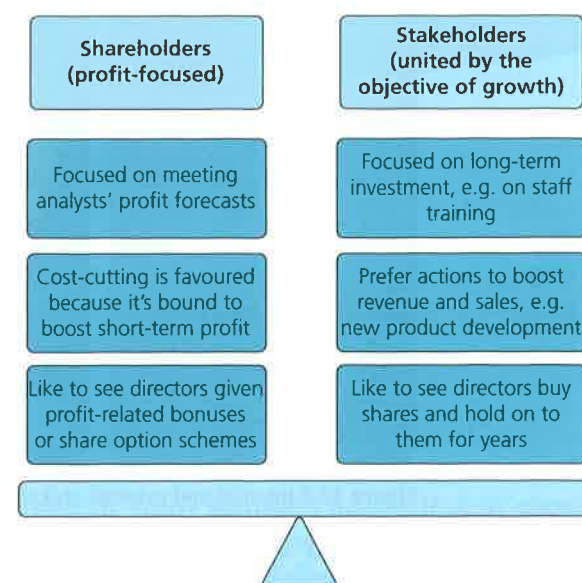 Shareholders
(profit-focused)
Stakeholders
(united by the
objective of growth)
Focused on meeting
analysts' profit forecasts
Focused on long-term
investment, e.g. on staff
training
Cost-cutting is favoured
because it's bound to
boost short-term profit
Prefer actions to boost
revenue and sales, e.g.
new product development
Like to see directors given
profit-related bonuses
or share option schemes
Like to see directors buy
shares and hold on to
them for years